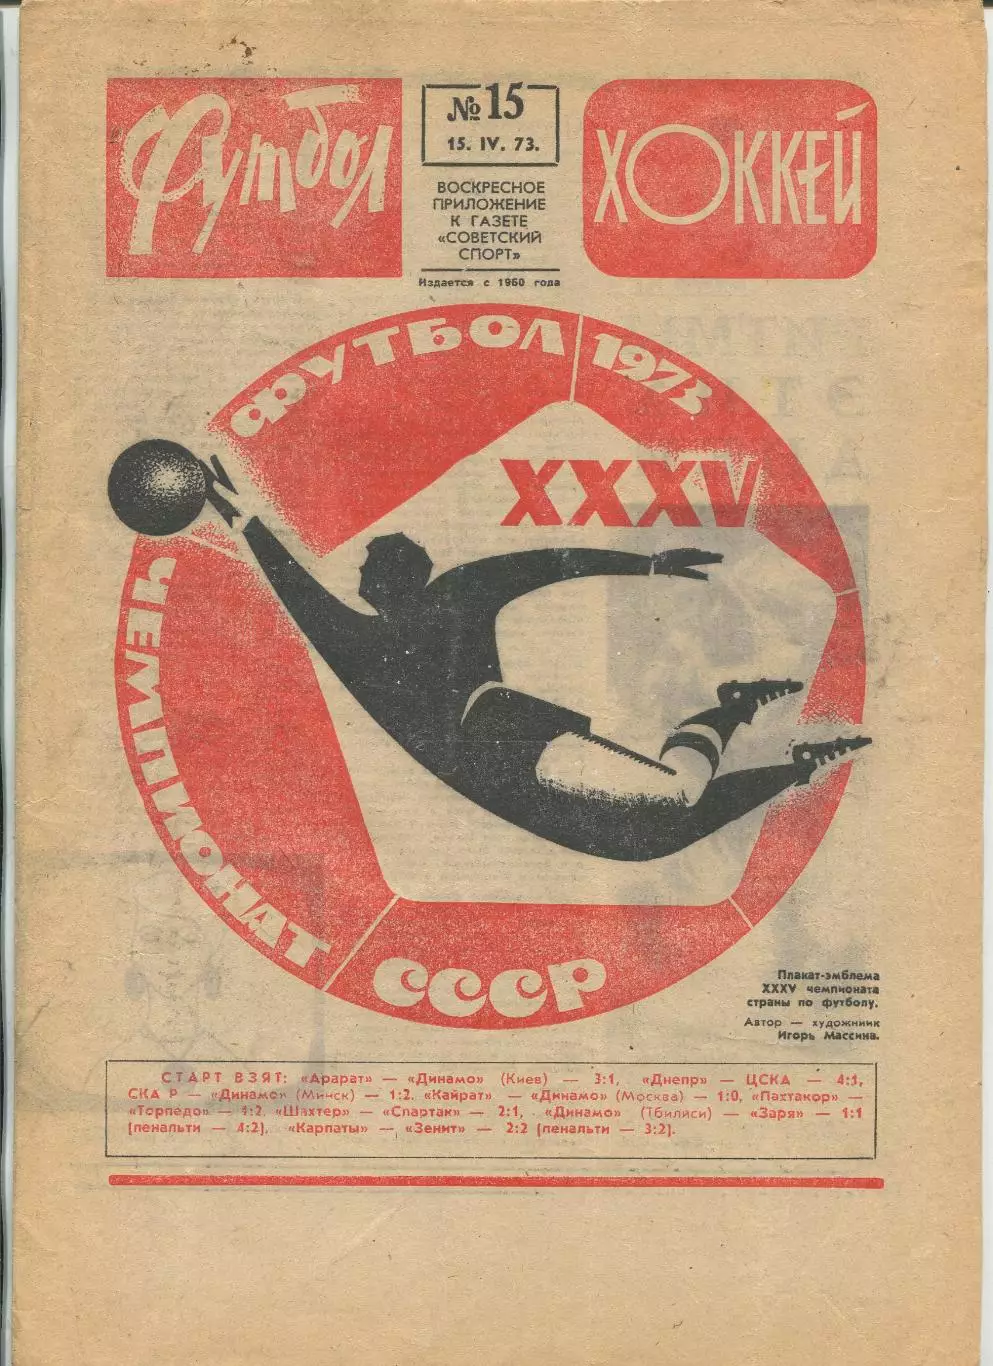 Футбол
№ 15
15. IV. 73.
ХОККЕЙ
ВОСКРЕСНОЕ
ПРИЛОЖЕНИЕ
К ГАЗЕТЕ
«СОВЕТСКИЙ
СПОРТ»
Издается с 1960 года
ФУТБОЛ 1973
XXXV
ЧЕМПИОНАТ
СССР
Плакат-эмблема
XXXV чемпионата
страны по футболу.
Автор — художник
Игорь Массина.
СТАРТ ВЗЯТ: «Арарат» — «Динамо» (Киев) — 3:1, «Днепр» — ЦСКА — 4:1,
СКА Р — «Динамо» (Минск) — 1:2. «Кайрат» — «Динамо» (Москва) — 1:0, «Пахтакор» —
«Торпедо» — 1:2, «Шахтер» — «Спартак» — 2:1, «Динамо» (Тбилиси) — «Заря» — 1:1
(пенальти — 4:2), «Карпаты» — «Зенит» — 2:2 (пенальти — 3:2).